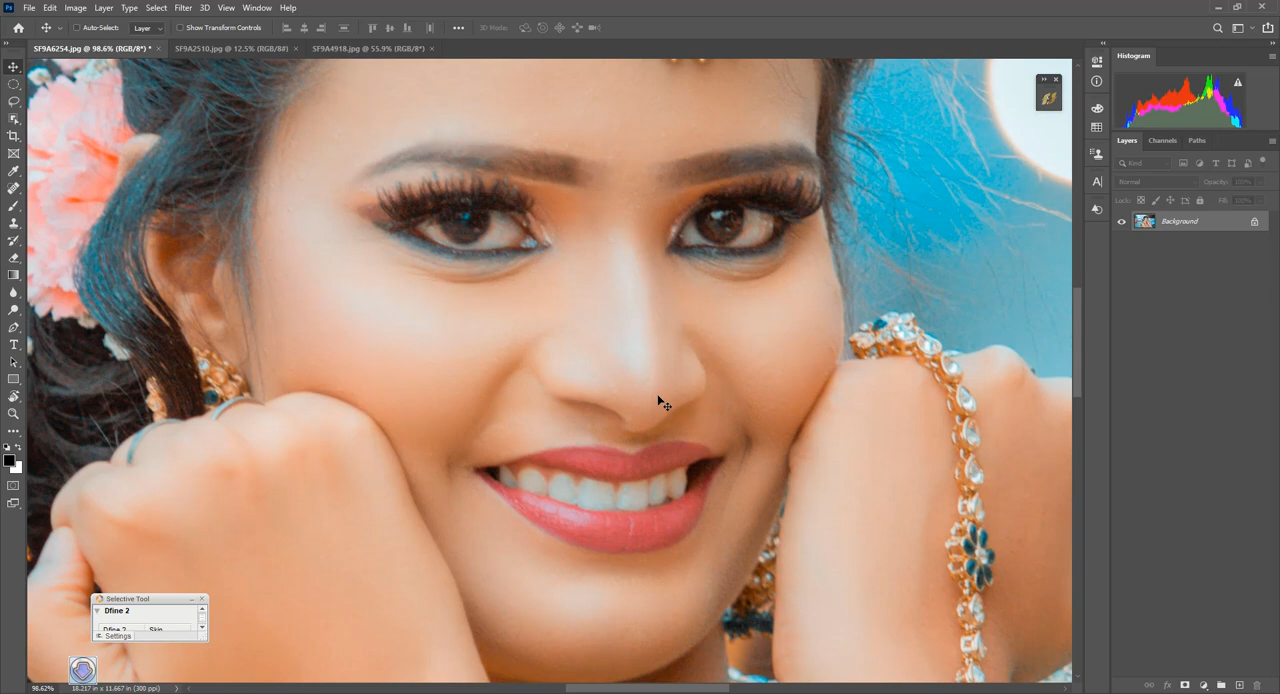 Ps File Edit Image Layer Type Select Filter 3D View Window Help
Auto-Select: Layer Show Transform Controls 3D Mode:
SF9A6254.jpg @ 98.6% (RGB/8*) * SF9A2510.jpg @ 12.5% (RGB/8#) SF9A4918.jpg @ 55.9% (RGB/8*)
Histogram
Layers Channels Paths
Kind
Normal Opacity: 100%
Lock: Fill: 100%
Background
Selective Tool
Dfine 2
Dfine 2 Skin
Settings
98.62% 18.217 in x 11.667 in (300 ppi)